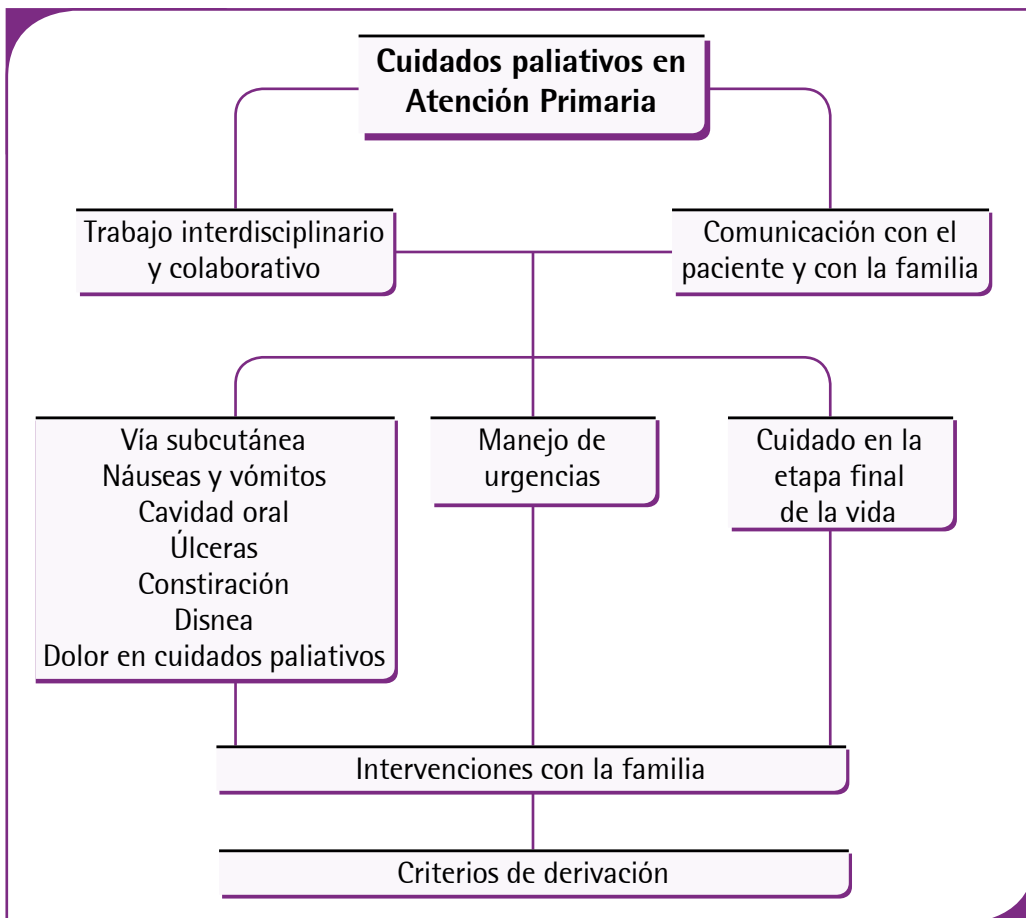 Cuidados paliativos en
Atención Primaria
Trabajo interdisciplinario
y colaborativo
Comunicación con el
paciente y con la familia
Vía subcutánea
Náuseas y vómitos
Cavidad oral
Úlceras
Constiración
Disnea
Dolor en cuidados paliativos
Manejo de
urgencias
Cuidado en la
etapa final
de la vida
Intervenciones con la familia
Criterios de derivación